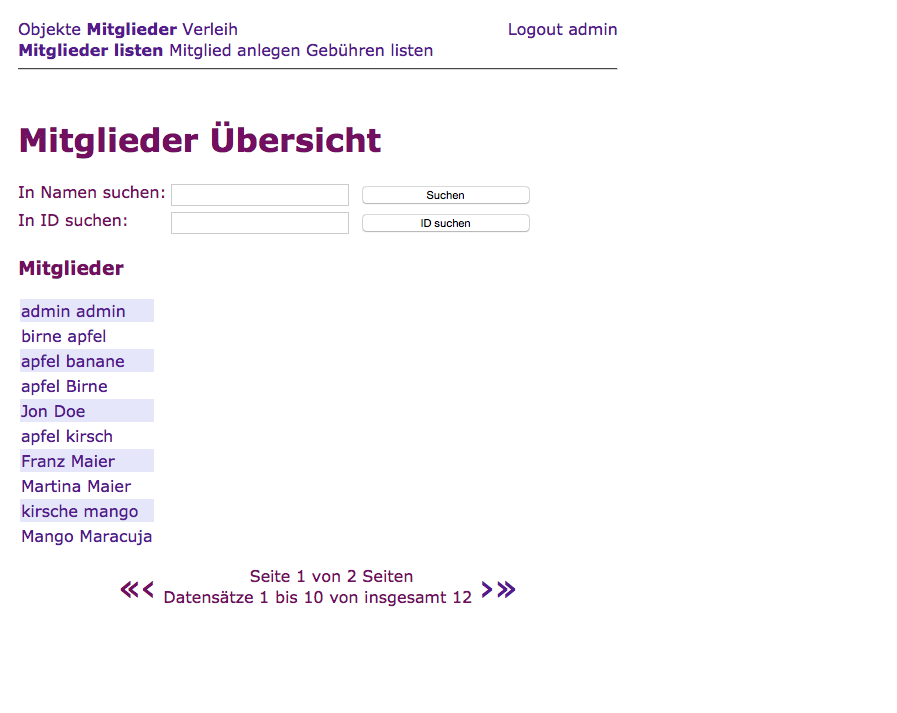 Objekte Mitglieder Verleih Logout admin
Mitglieder listen Mitglied anlegen Gebühren listen
Mitglieder Übersicht
In Namen suchen: Suchen
In ID suchen: ID suchen
Mitglieder
admin admin
birne apfel
apfel banane
apfel Birne
Jon Doe
apfel kirsch
Franz Maier
Martina Maier
kirsche mango
Mango Maracuja
Seite 1 von 2 Seiten
«‹ Datensätze 1 bis 10 von insgesamt 12 ›»